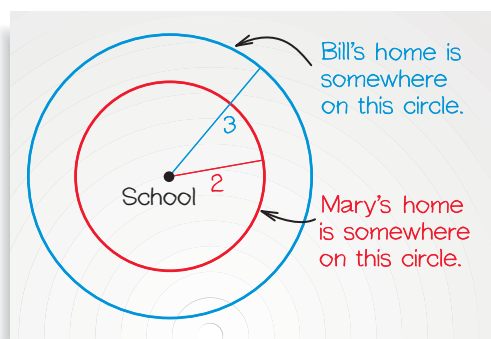 Bill's home is
somewhere
on this circle.
3
2
School
Mary's home
is somewhere
on this circle.